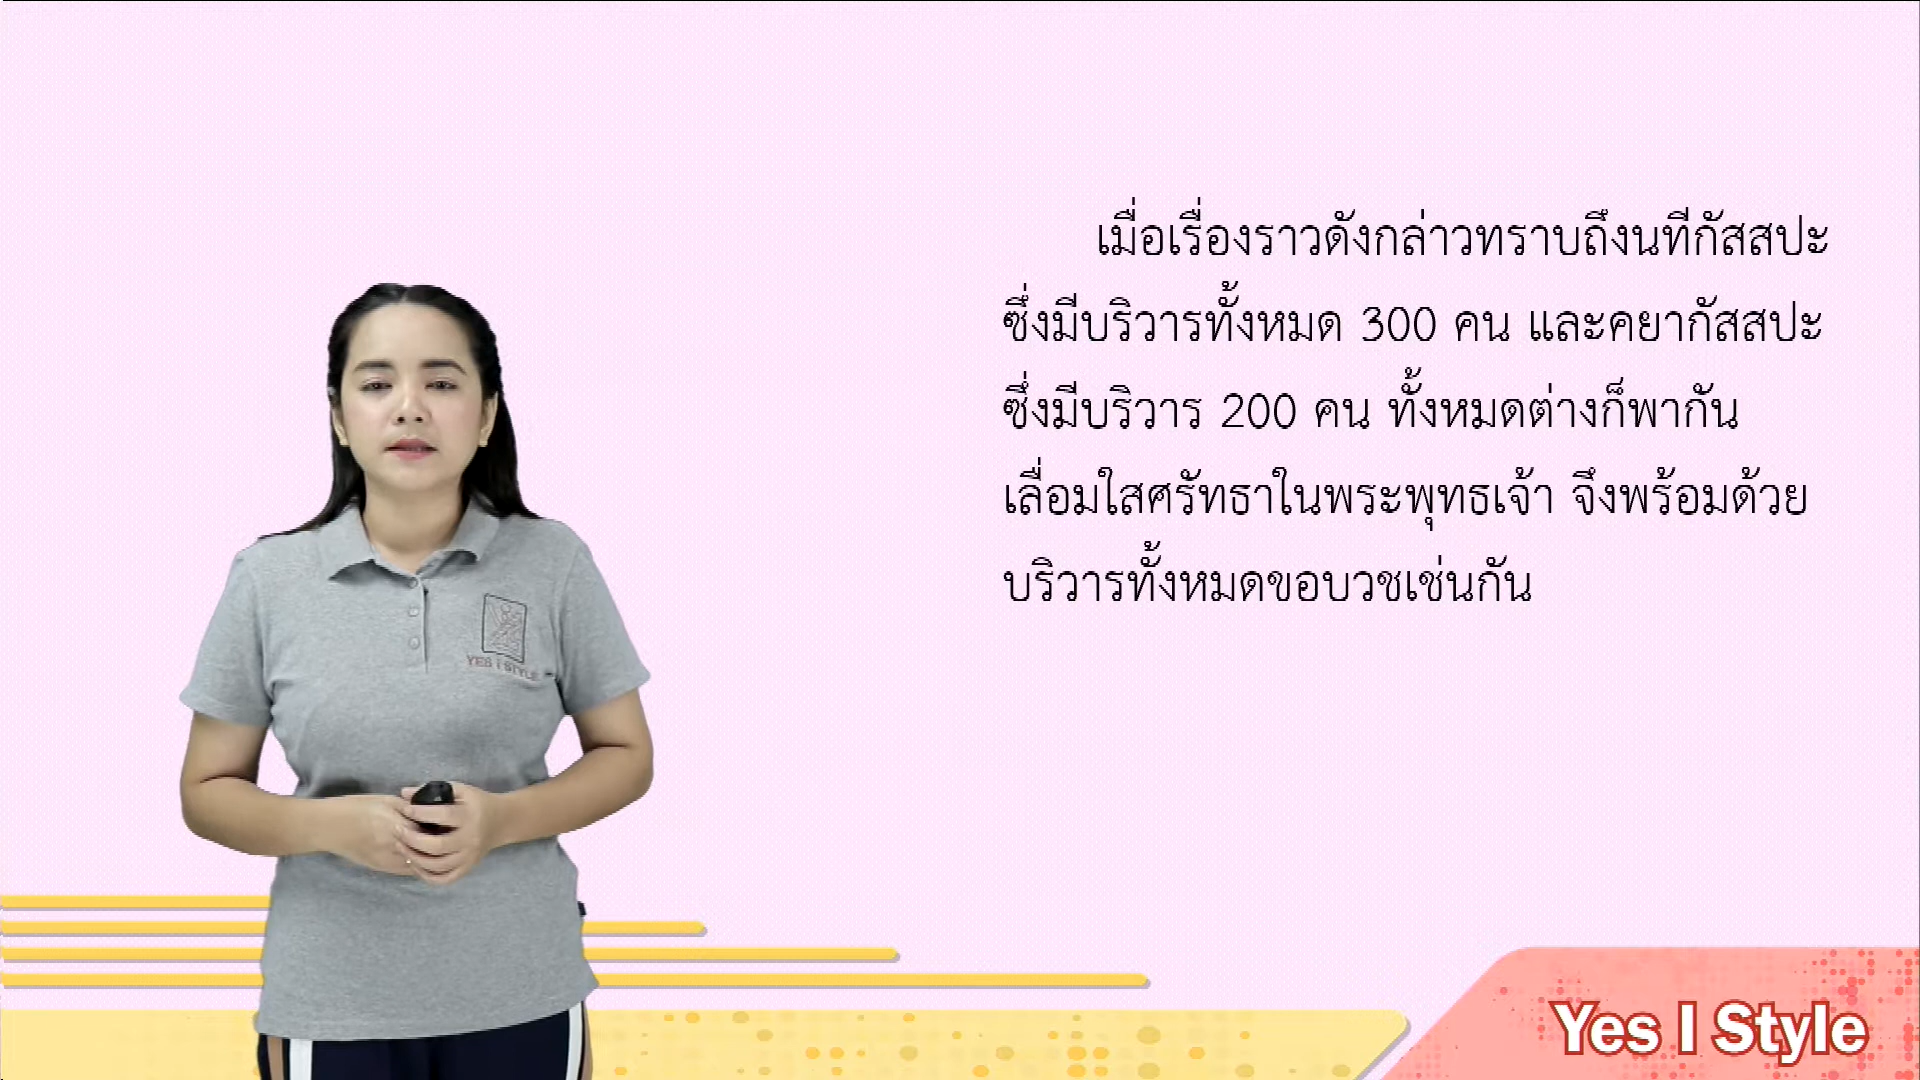 เมื่อเรื่องราวดังกล่าวทราบถึงนทีกัสสปะ
ซึ่งมีบริวารทั้งหมด 300 คน และคยากัสสปะ
ซึ่งมีบริวาร 200 คน ทั้งหมดต่างก็พากัน
เลื่อมใสศรัทธาในพระพุทธเจ้า จึงพร้อมด้วย
บริวารทั้งหมดขอบวชเช่นกัน
YES I STYLE
Yes I Style